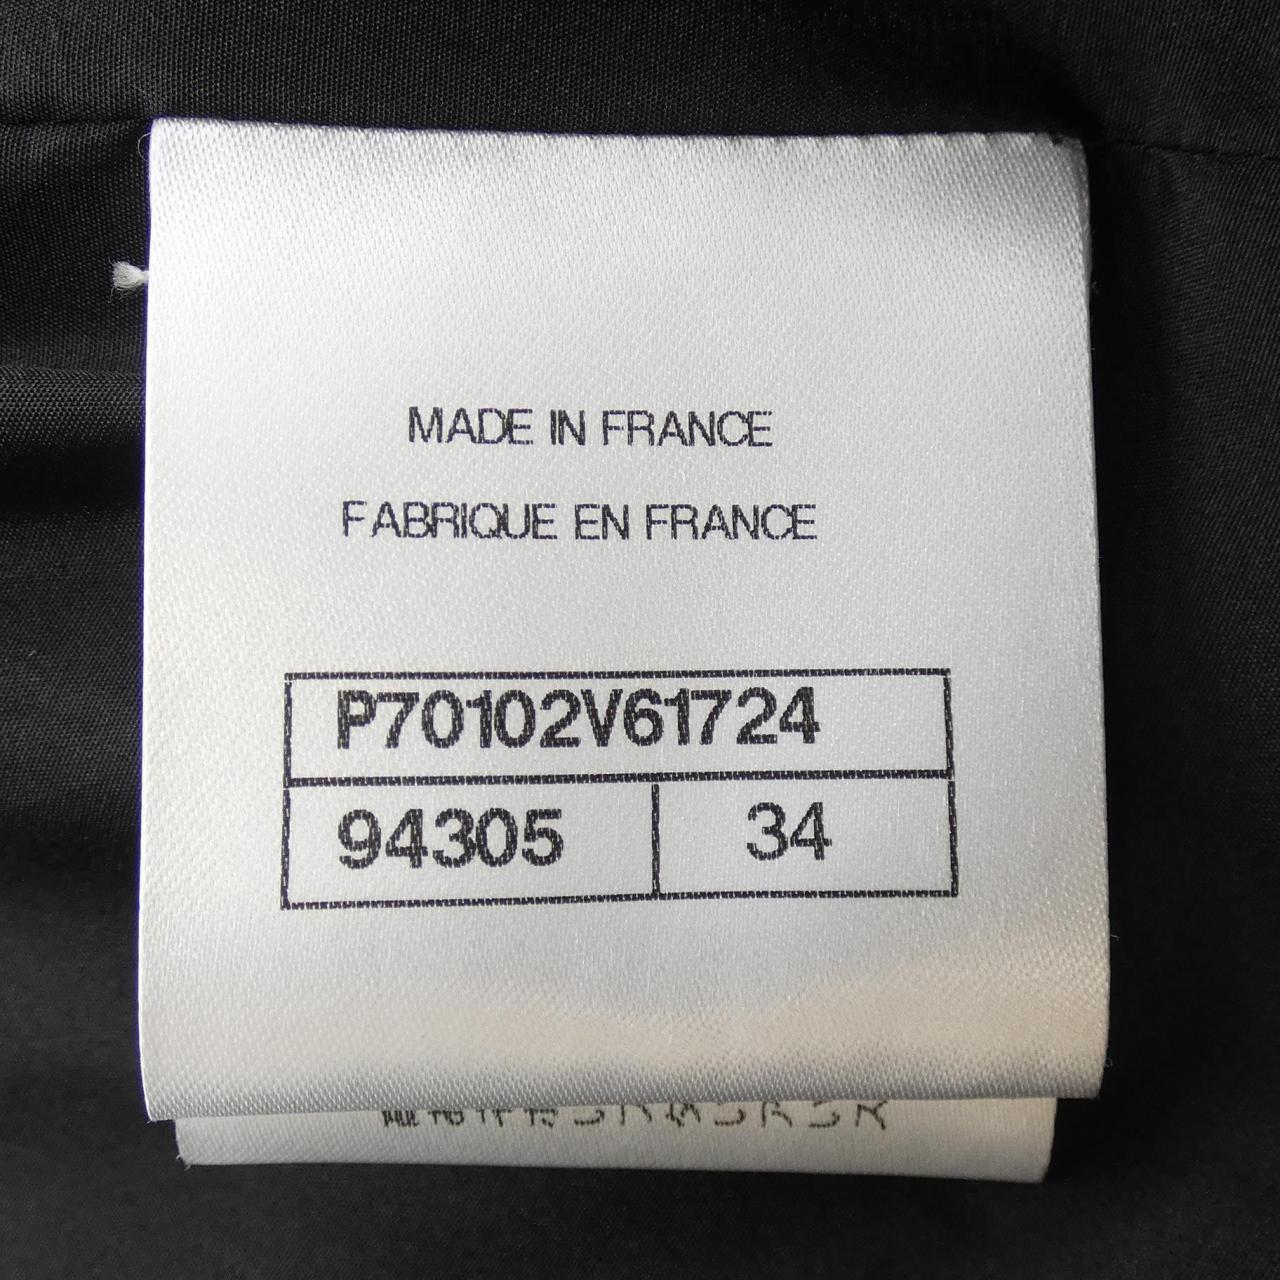 MADE IN FRANCE
FABRIQUE EN FRANCE
P70102V61724
94305 34